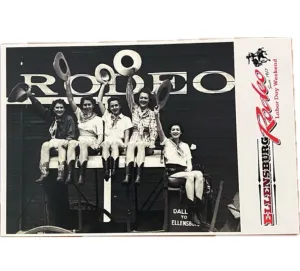 RODEO
DALL
TO
ELLENSBURG
ELLENSBURG
Rodeo
Labor Day Weekend